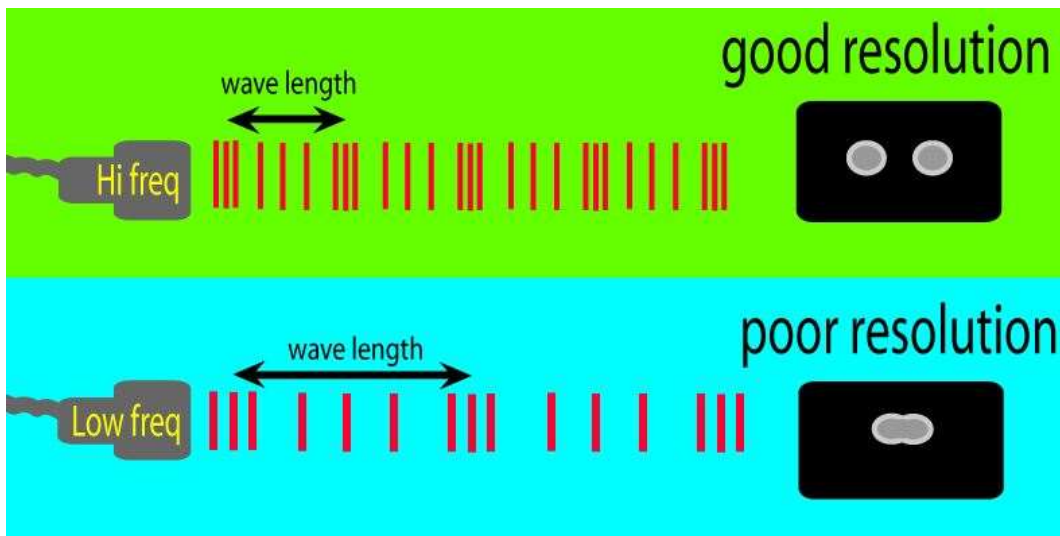 good resolution
wave length
Hi freq
poor resolution
wave length
Low freq